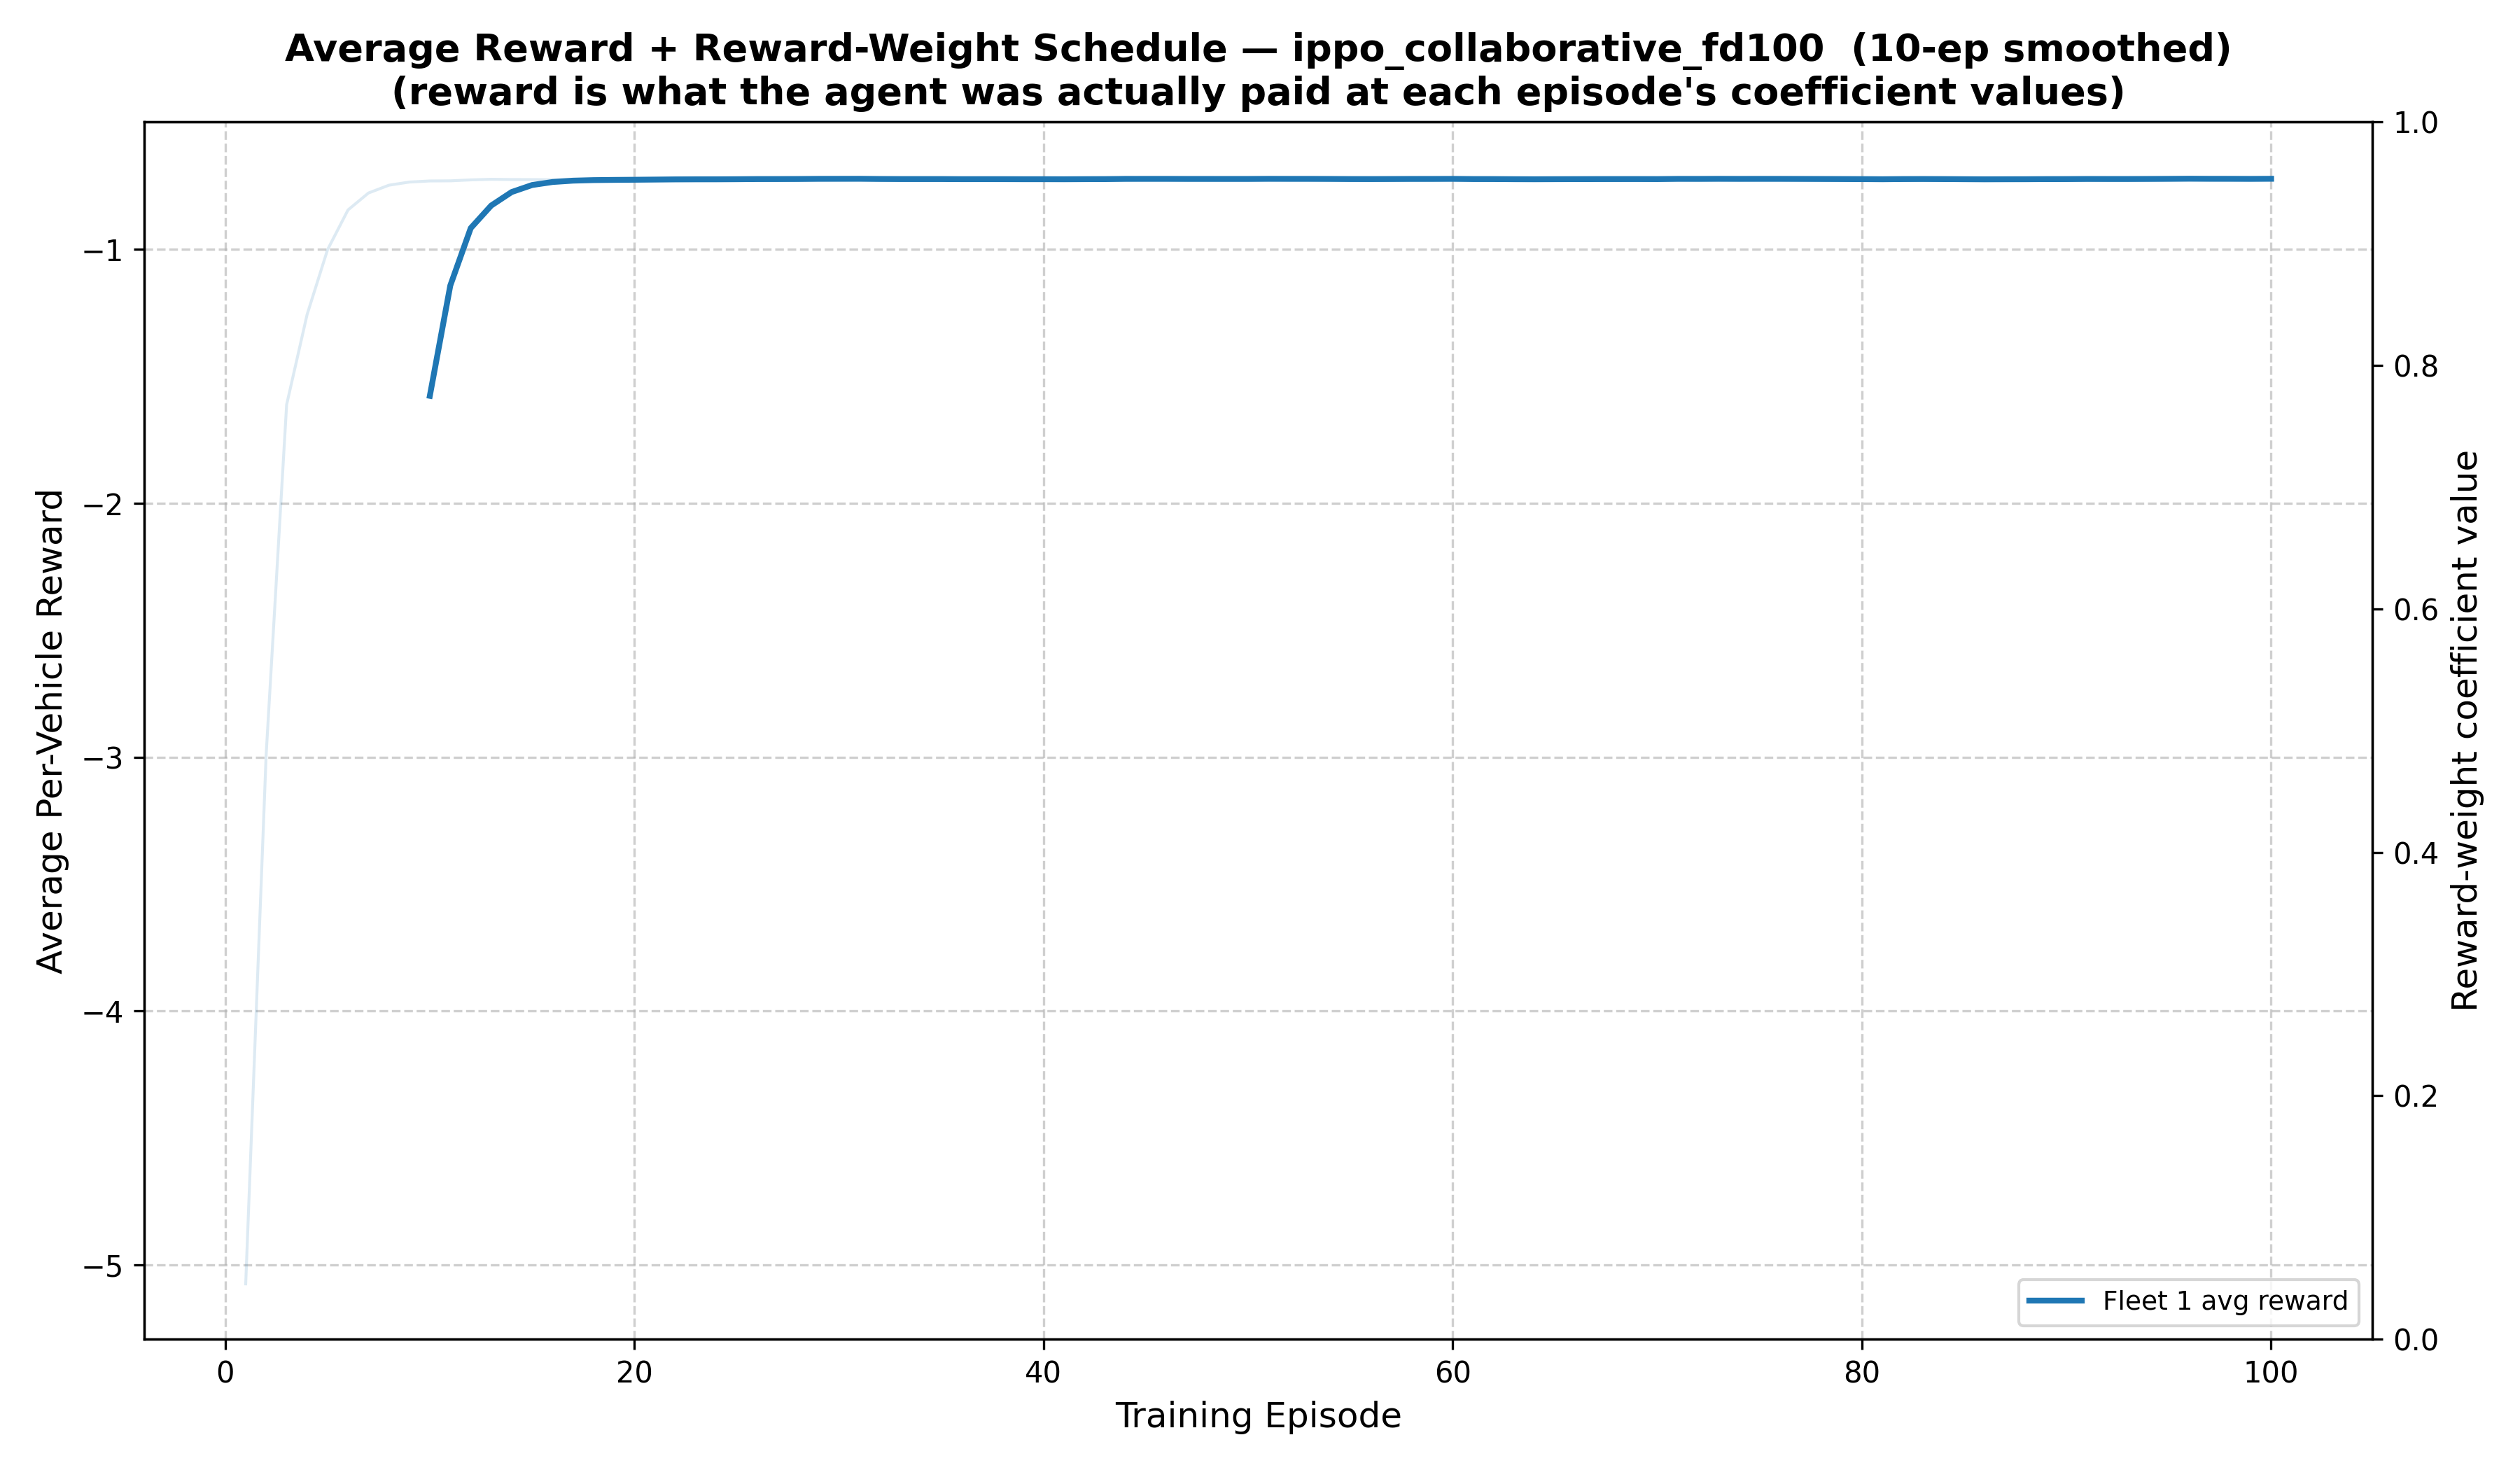 Average Reward + Reward-Weight Schedule — ippo_collaborative_fd100  (10-ep smoothed)
(reward is what the agent was actually paid at each episode's coefficient values)
Average Per-Vehicle Reward
−1
−2
−3
−4
−5
1.0
0.8
0.6
0.4
0.2
0.0
Reward-weight coefficient value
Fleet 1 avg reward
0
20
40
60
80
100
Training Episode